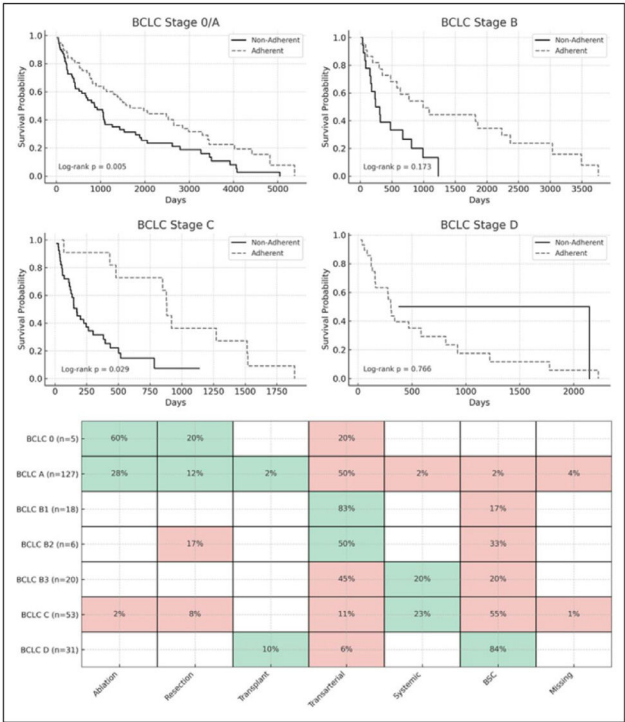 BCLC Stage 0/A
Survival Probability
1.0
0.8
0.6
0.4
0.2
0.0
Non-Adherent
Adherent
Log-rank p = 0.005
0 1000 2000 3000 4000 5000
Days
BCLC Stage B
Survival Probability
1.0
0.8
0.6
0.4
0.2
0.0
Non-Adherent
Adherent
Log-rank p = 0.173
0 500 1000 1500 2000 2500 3000 3500
Days
BCLC Stage C
Survival Probability
1.0
0.8
0.6
0.4
0.2
0.0
Non-Adherent
Adherent
Log-rank p = 0.029
0 250 500 750 1000 1250 1500 1750
Days
BCLC Stage D
Survival Probability
1.0
0.8
0.6
0.4
0.2
0.0
Non-Adherent
Adherent
Log-rank p = 0.766
0 500 1000 1500 2000
Days
BCLC 0 (n=5) 60% 20% 20%
BCLC A (n=127) 28% 12% 2% 50% 2% 2% 4%
BCLC B1 (n=18) 83% 17%
BCLC B2 (n=6) 17% 50% 33%
BCLC B3 (n=20) 45% 20% 20%
BCLC C (n=53) 2% 8% 11% 23% 55% 1%
BCLC D (n=31) 10% 6% 84%
Ablation Resection Transplant Transarterial Systemic BSC Missing